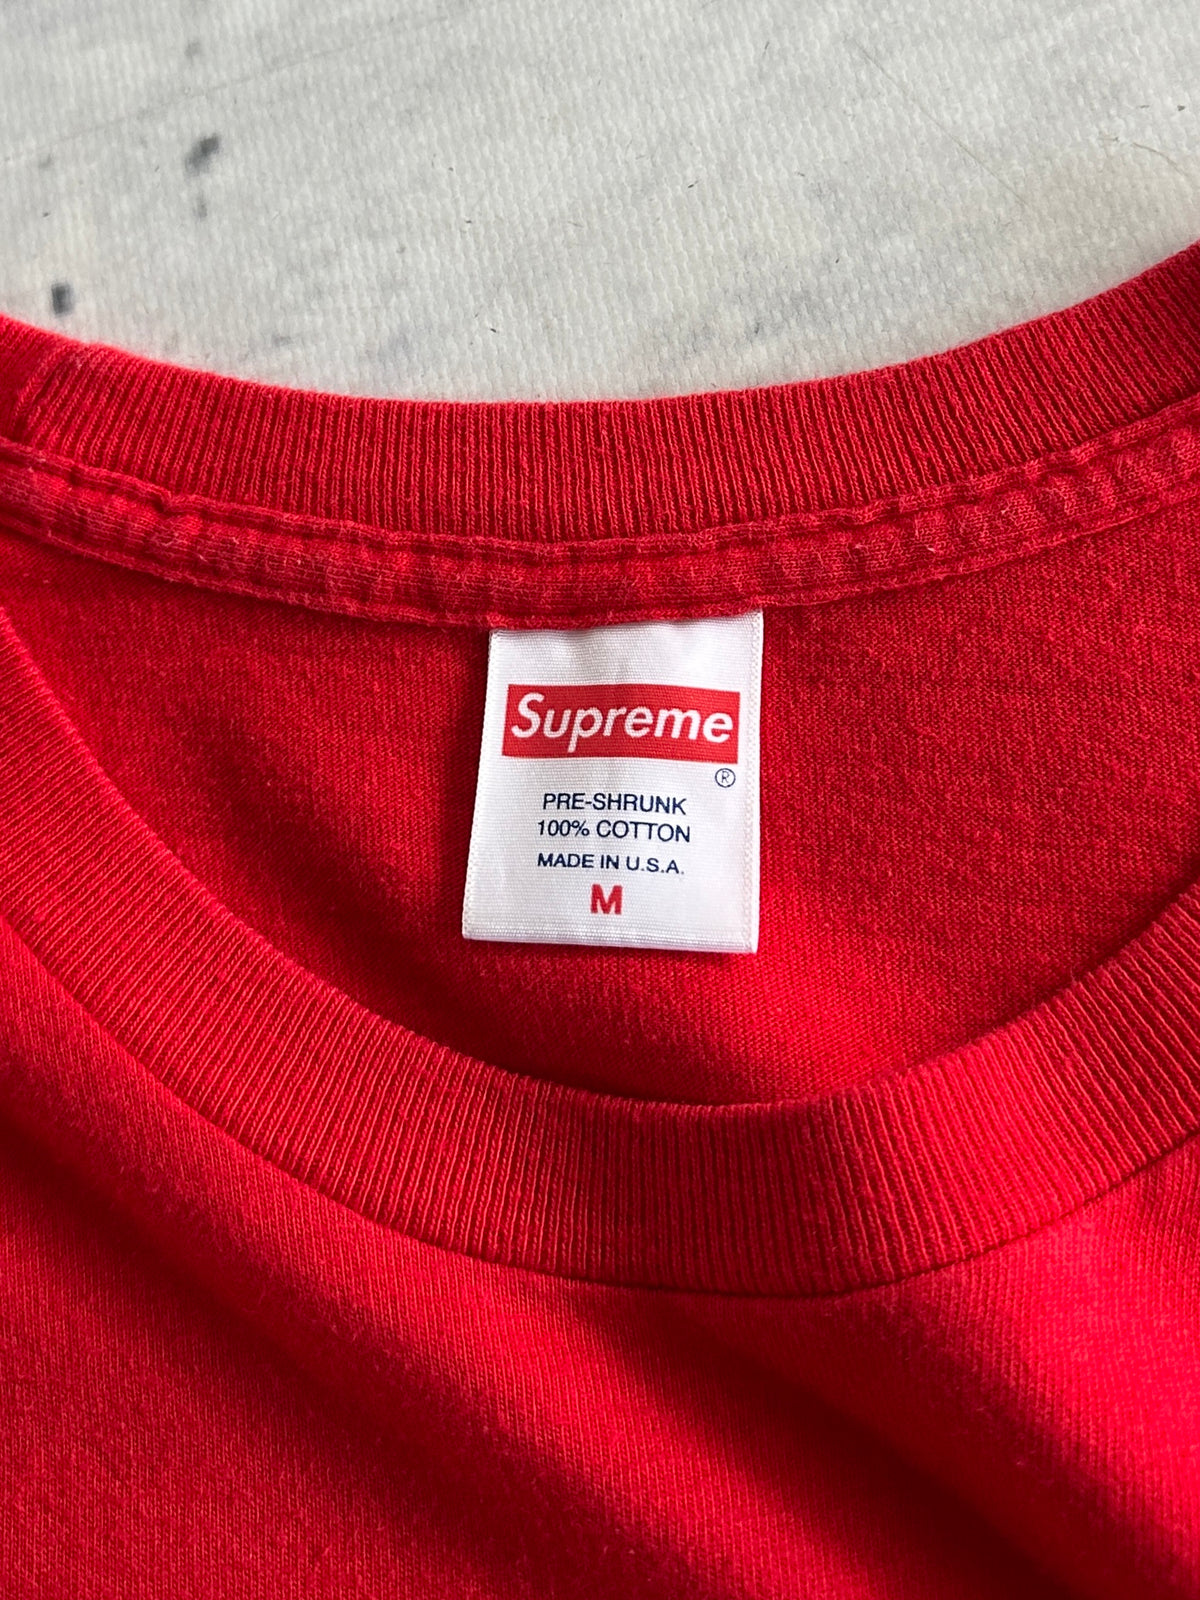 Supreme
®
PRE-SHRUNK
100% COTTON
MADE IN U.S.A.
M